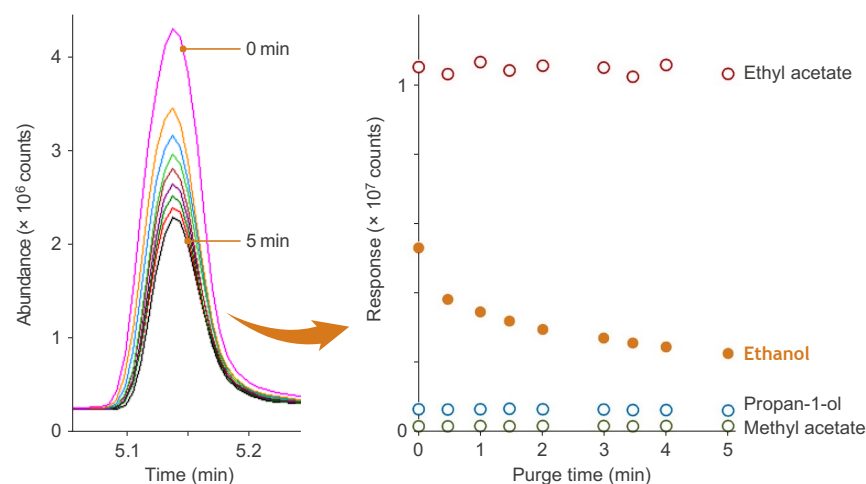 Abundance (× 10⁶ counts)
4
3
2
1
0
5.1
5.2
Time (min)
0 min
5 min
Response (× 10⁷ counts)
1
0
0
1
2
3
4
5
Purge time (min)
Ethyl acetate
Ethanol
Propan-1-ol
Methyl acetate